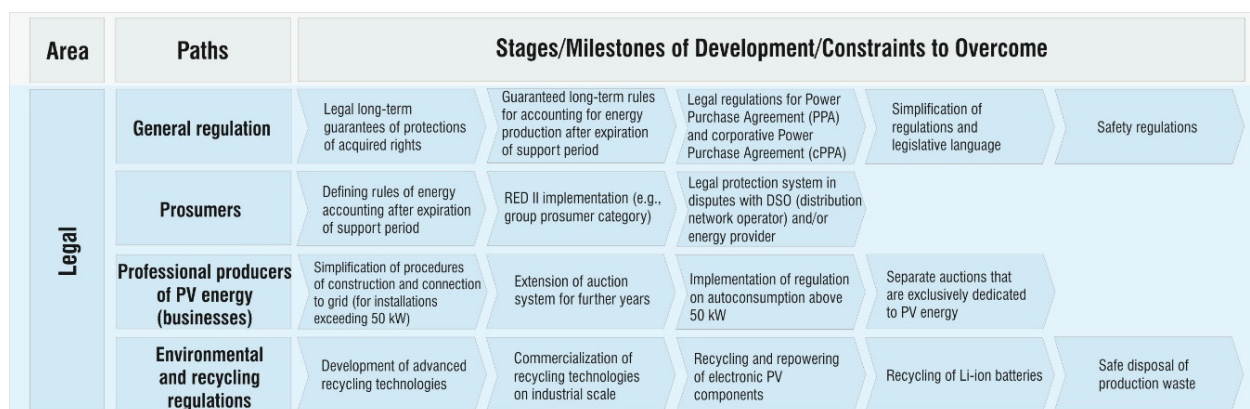 Area
Paths
Stages/Milestones of Development/Constraints to Overcome
Legal
General regulation
Legal long-term
guarantees of protections
of acquired rights
Guaranteed long-term rules
for accounting for energy
production after expiration
of support period
Legal regulations for Power
Purchase Agreement (PPA)
and corporative Power
Purchase Agreement (cPPA)
Simplification of
regulations and
legislative language
Safety regulations
Prosumers
Defining rules of energy
accounting after expiration
of support period
RED II implementation (e.g.,
group prosumer category)
Legal protection system in
disputes with DSO (distribution
network operator) and/or
energy provider
Professional producers
of PV energy
(businesses)
Simplification of procedures
of construction and connection
to grid (for installations
exceeding 50 kW)
Extension of auction
system for further years
Implementation of regulation
on autoconsumption above
50 kW
Separate auctions that
are exclusively dedicated
to PV energy
Environmental
and recycling
regulations
Development of advanced
recycling technologies
Commercialization of
recycling technologies
on industrial scale
Recycling and repowering
of electronic PV
components
Recycling of Li-ion batteries
Safe disposal of
production waste